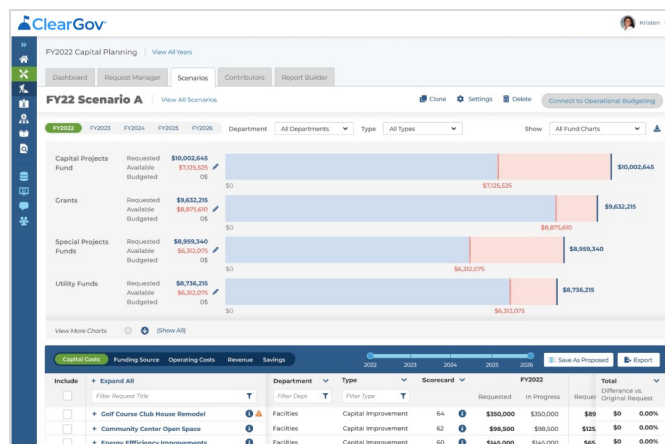 ClearGov
Kristen
FY2022 Capital Planning | View All Years
Dashboard Request Manager Scenarios Contributors Report Builder
FY22 Scenario A | View All Scenarios Clone Settings Delete Connect to Operational Budgeting
FY2022 FY2023 FY2024 FY2025 FY2026 Department All Departments Type All Types Show All Fund Charts
Capital Projects Fund
Requested $10,002,645
Available $7,125,525
Budgeted 0$
$10,002,645
$0 $7,125,525
Grants
Requested $9,632,215
Available $8,875,610
Budgeted 0$
$9,632,215
$0 $8,875,610
Special Projects Funds
Requested $8,959,340
Available $6,312,075
Budgeted 0$
$8,959,340
$0 $6,312,075
Utility Funds
Requested $8,736,215
Available $6,312,075
Budgeted 0$
$8,736,215
$0 $6,312,075
View More Charts (Show All)
Capital Costs Funding Source Operating Costs Revenue Savings 2022 2023 2024 2025 2026 Save As Proposed Export
Include + Expand All Department Type Scorecard FY2022 Total
Difference vs. Original Request
Filter Request Title Filter Dept. Filter Type Requested In Progress Reques
+ Golf Course Club House Remodel Facilities Capital Improvement 64 $350,000 $350,000 $89 $0 0.00%
+ Community Center Open Space Facilities Capital Improvement 62 $98,500 $98,500 $125, $0 0.00%
+ Energy Effficiency Improvements Facilities Capital Improvement 60 $145,000 $145,000 $65 $0 0.00%